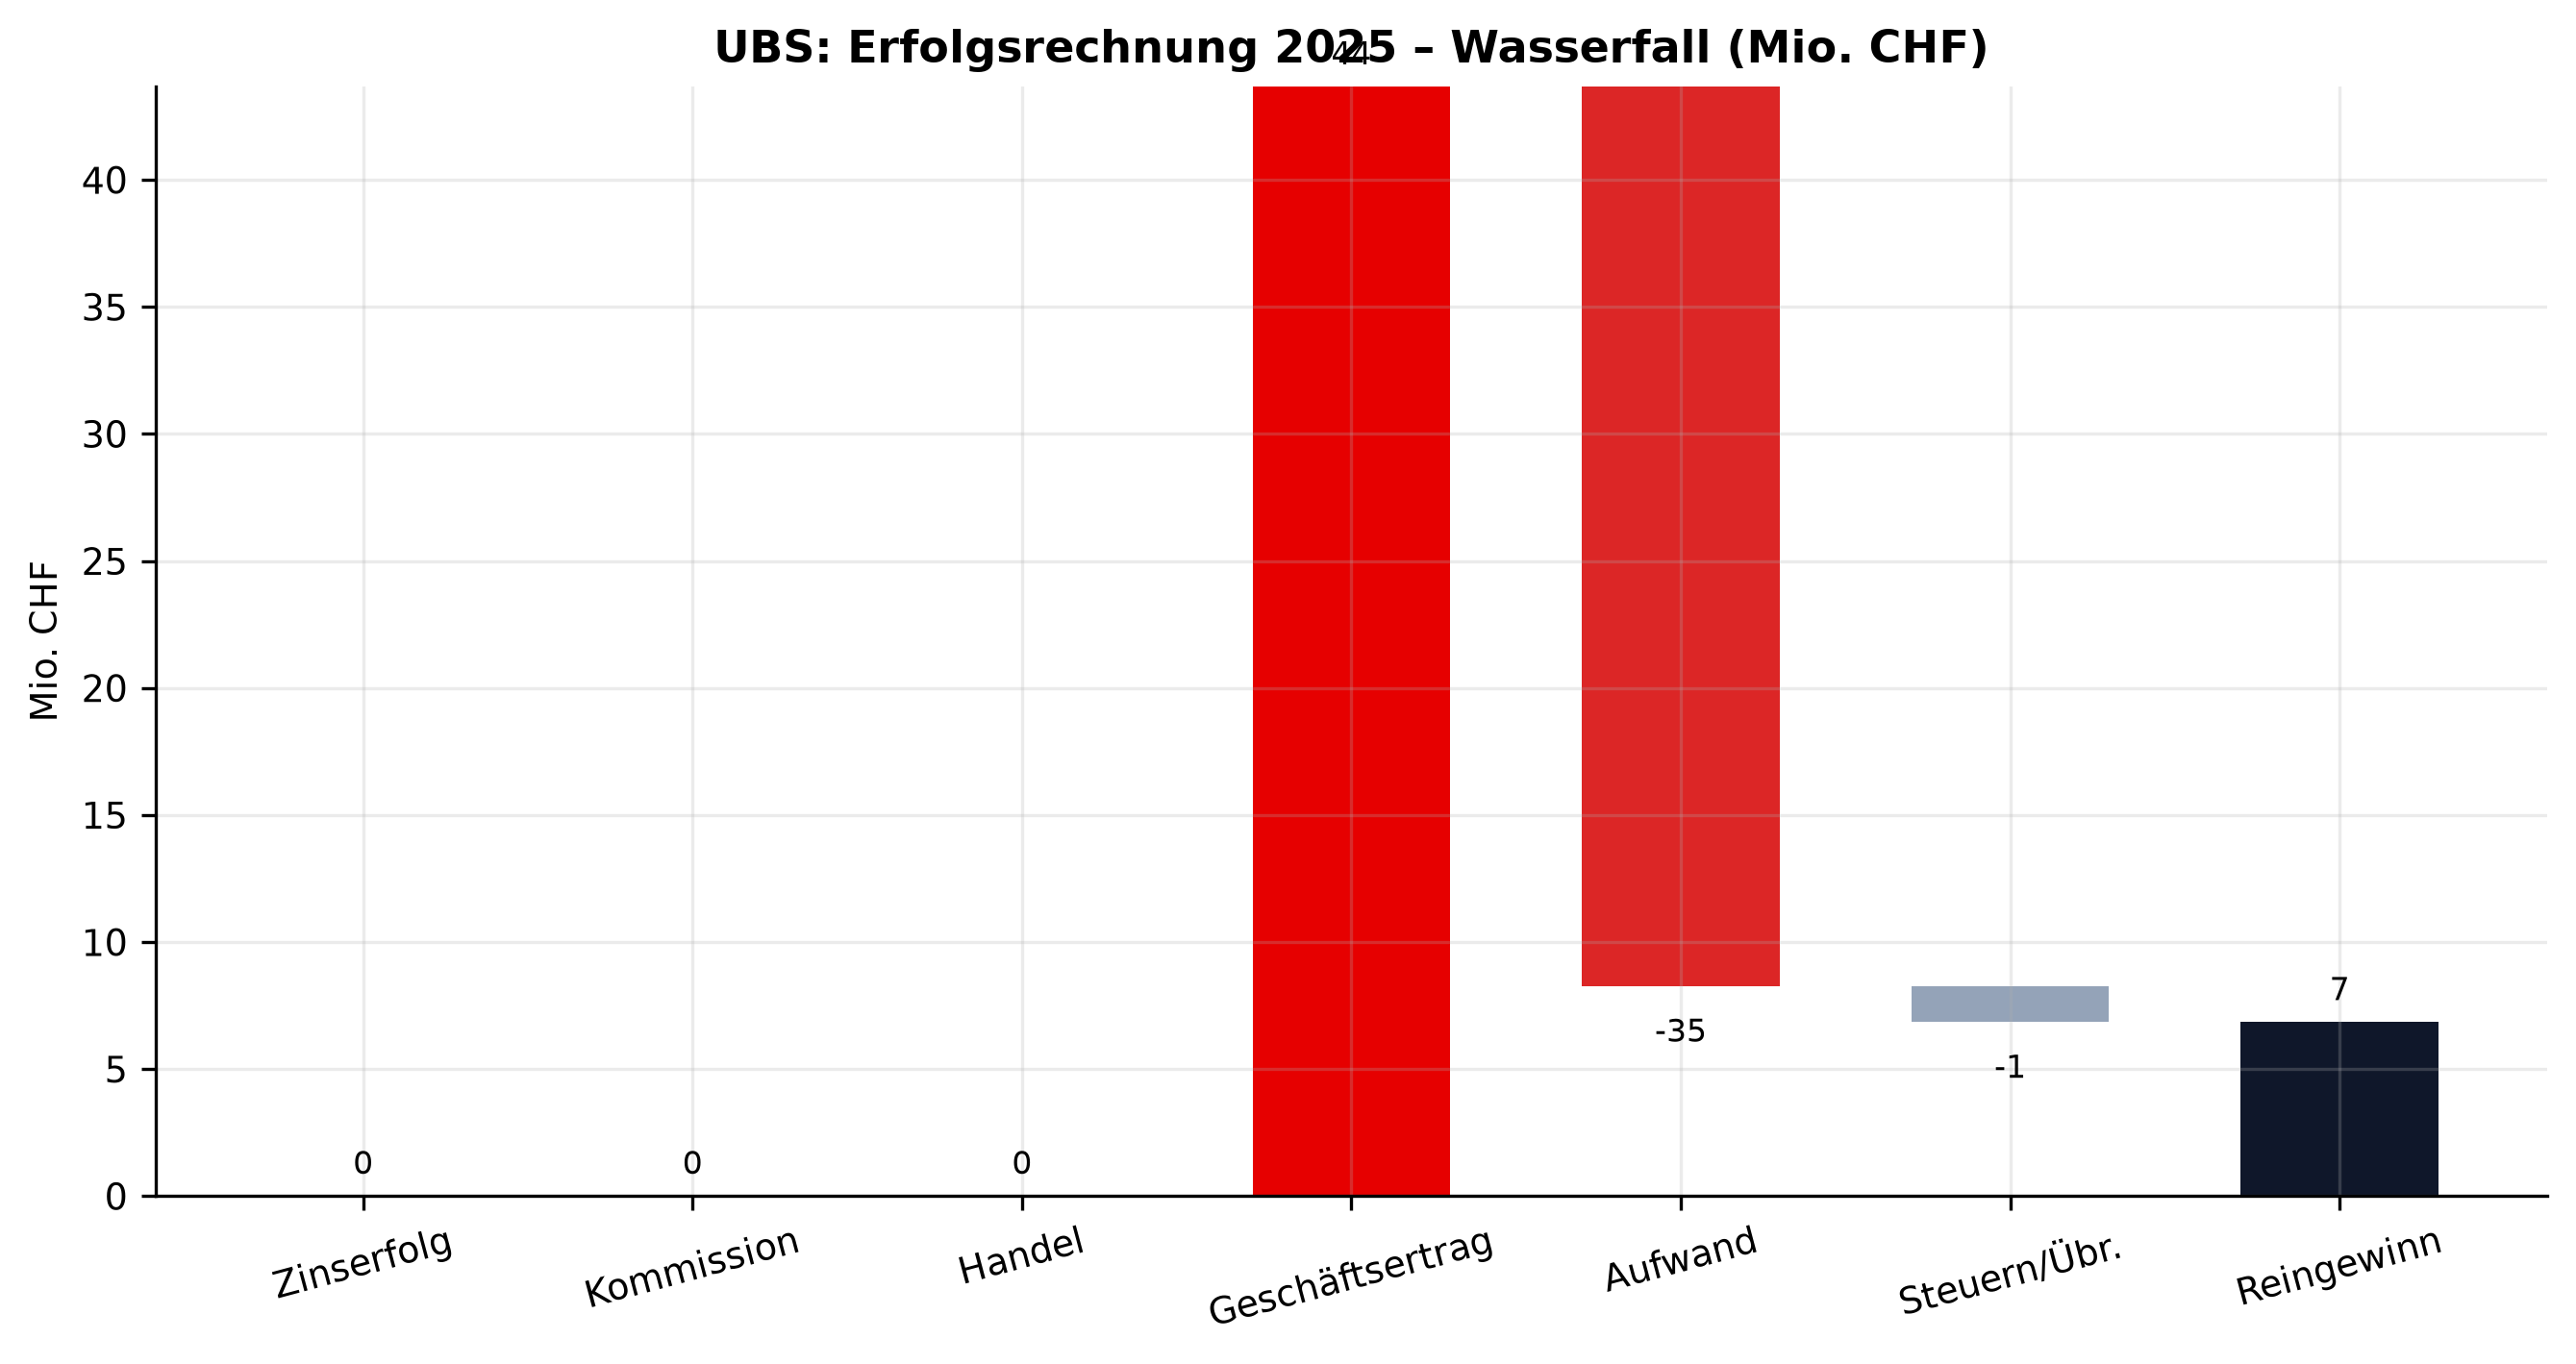 UBS: Erfolgsrechnung 2025 – Wasserfall (Mio. CHF)
44
Mio. CHF
40
35
30
25
20
15
10
5
0
0
0
0
-35
-1
7
Zinserfolg
Kommission
Handel
Geschäftsertrag
Aufwand
Steuern/Übr.
Reingewinn